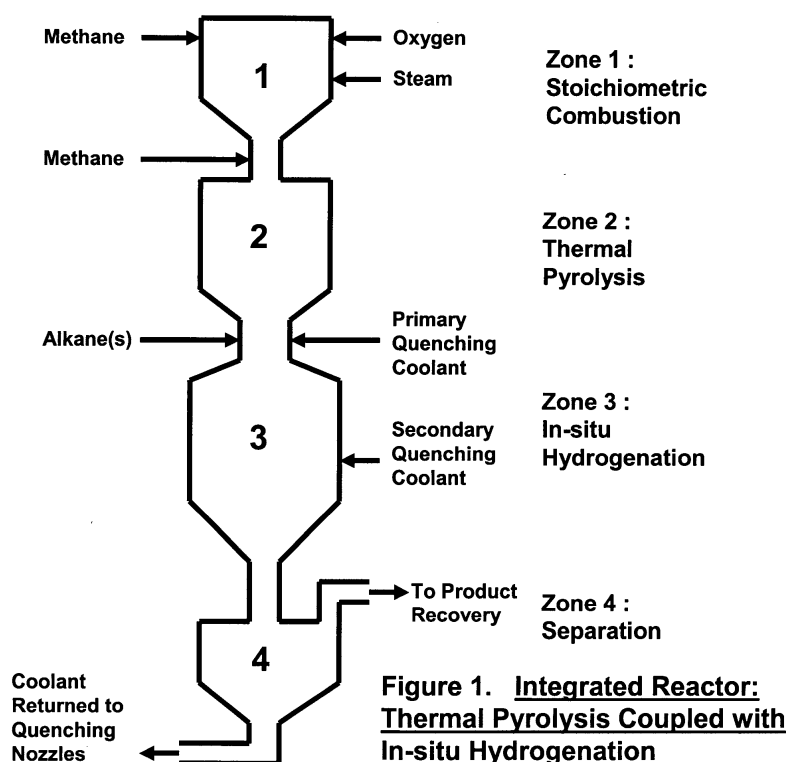 Methane
Oxygen
Steam
1
Zone 1 :
Stoichiometric
Combustion
Methane
2
Zone 2 :
Thermal
Pyrolysis
Alkane(s)
Primary
Quenching
Coolant
3
Secondary
Quenching
Coolant
Zone 3 :
In-situ
Hydrogenation
To Product
Recovery
Zone 4 :
Separation
4
Coolant
Returned to
Quenching
Nozzles
Figure 1. Integrated Reactor:
Thermal Pyrolysis Coupled with
In-situ Hydrogenation